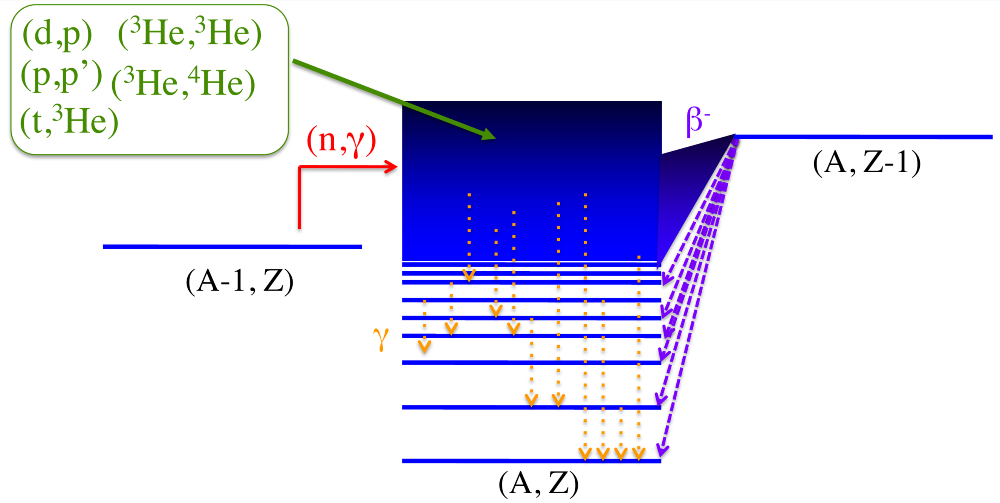 (d,p) (³He,³He)
(p,p’) (³He,⁴He)
(t,³He)
(n,γ)
β⁻
(A, Z-1)
(A-1, Z)
γ
(A, Z)